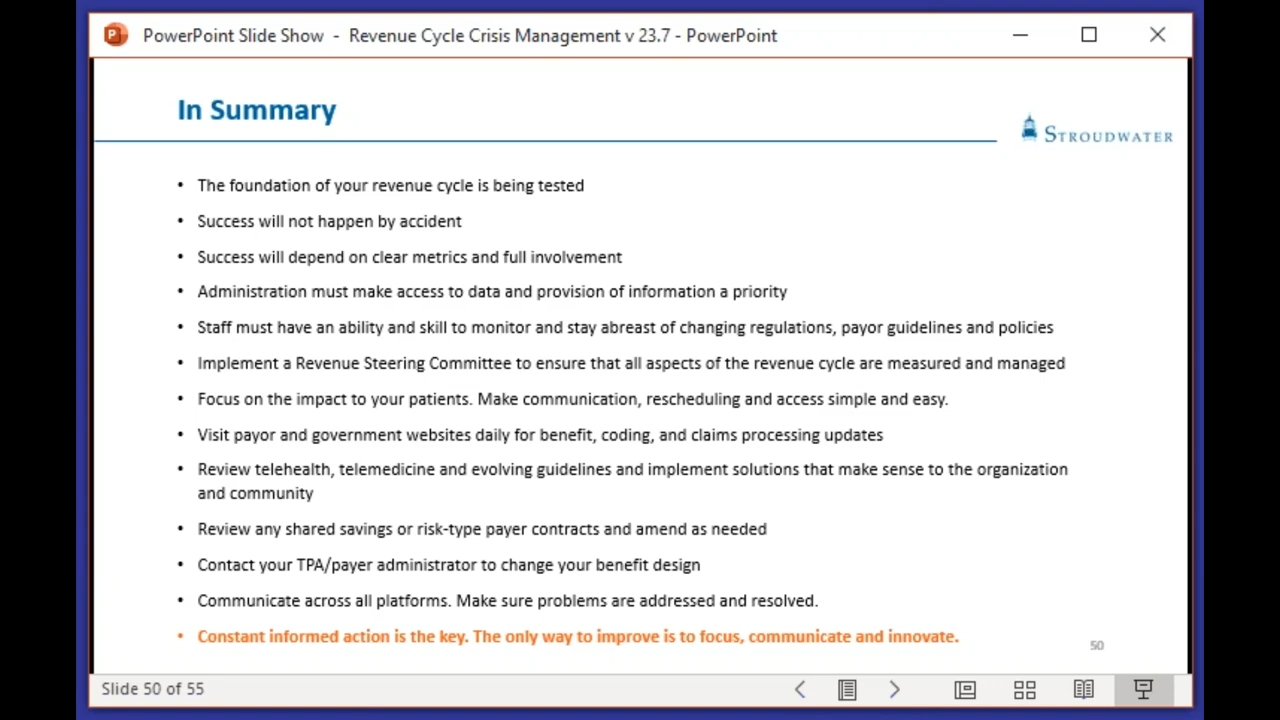 PowerPoint Slide Show - Revenue Cycle Crisis Management v 23.7 - PowerPoint
In Summary
STROUDWATER
• The foundation of your revenue cycle is being tested
• Success will not happen by accident
• Success will depend on clear metrics and full involvement
• Administration must make access to data and provision of information a priority
• Staff must have an ability and skill to monitor and stay abreast of changing regulations, payor guidelines and policies
• Implement a Revenue Steering Committee to ensure that all aspects of the revenue cycle are measured and managed
• Focus on the impact to your patients. Make communication, rescheduling and access simple and easy.
• Visit payor and government websites daily for benefit, coding, and claims processing updates
• Review telehealth, telemedicine and evolving guidelines and implement solutions that make sense to the organization
and community
• Review any shared savings or risk-type payer contracts and amend as needed
• Contact your TPA/payer administrator to change your benefit design
• Communicate across all platforms. Make sure problems are addressed and resolved.
• Constant informed action is the key. The only way to improve is to focus, communicate and innovate.
50
Slide 50 of 55